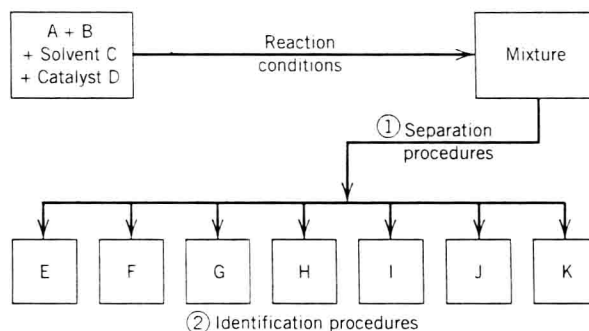 A + B
+ Solvent C
+ Catalyst D
Reaction
conditions
Mixture
① Separation
procedures
E F G H I J K
② Identification procedures